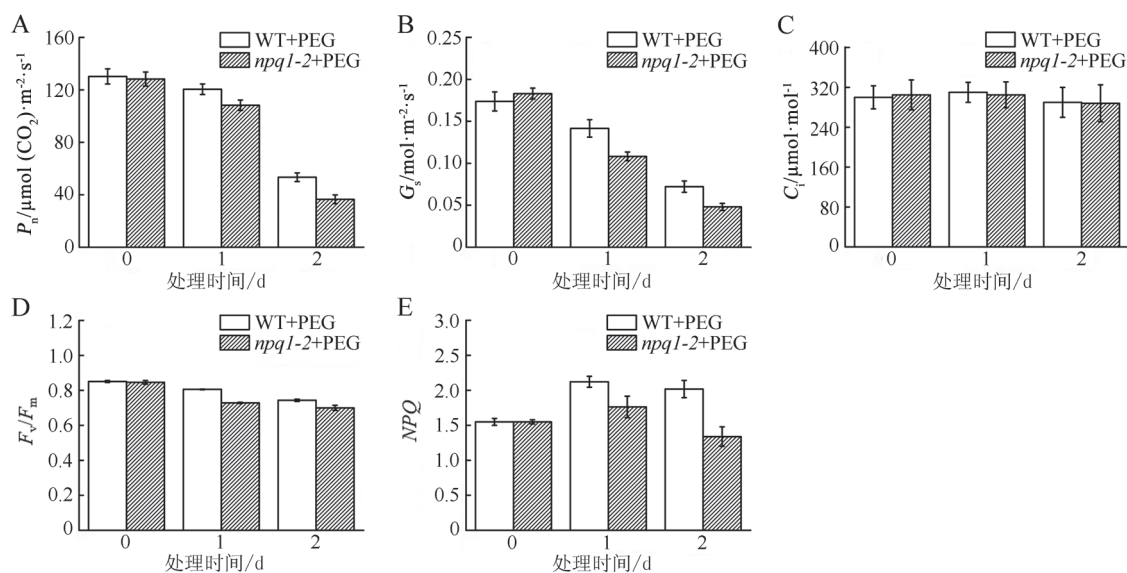 A
WT+PEG
npq1-2+PEG
Pn/μmol (CO2)·m-2·s-1
160
120
80
40
0
0 1 2
处理时间/d
B
WT+PEG
npq1-2+PEG
Gs/mol·m-2·s-1
0.25
0.20
0.15
0.10
0.05
0
0 1 2
处理时间/d
C
WT+PEG
npq1-2+PEG
Ci/μmol·mol-1
400
320
240
160
80
0
0 1 2
处理时间/d
D
WT+PEG
npq1-2+PEG
Fv/Fm
1.2
1.0
0.8
0.6
0.4
0.2
0
0 1 2
处理时间/d
E
WT+PEG
npq1-2+PEG
NPQ
3.0
2.5
2.0
1.5
1.0
0.5
0
0 1 2
处理时间/d